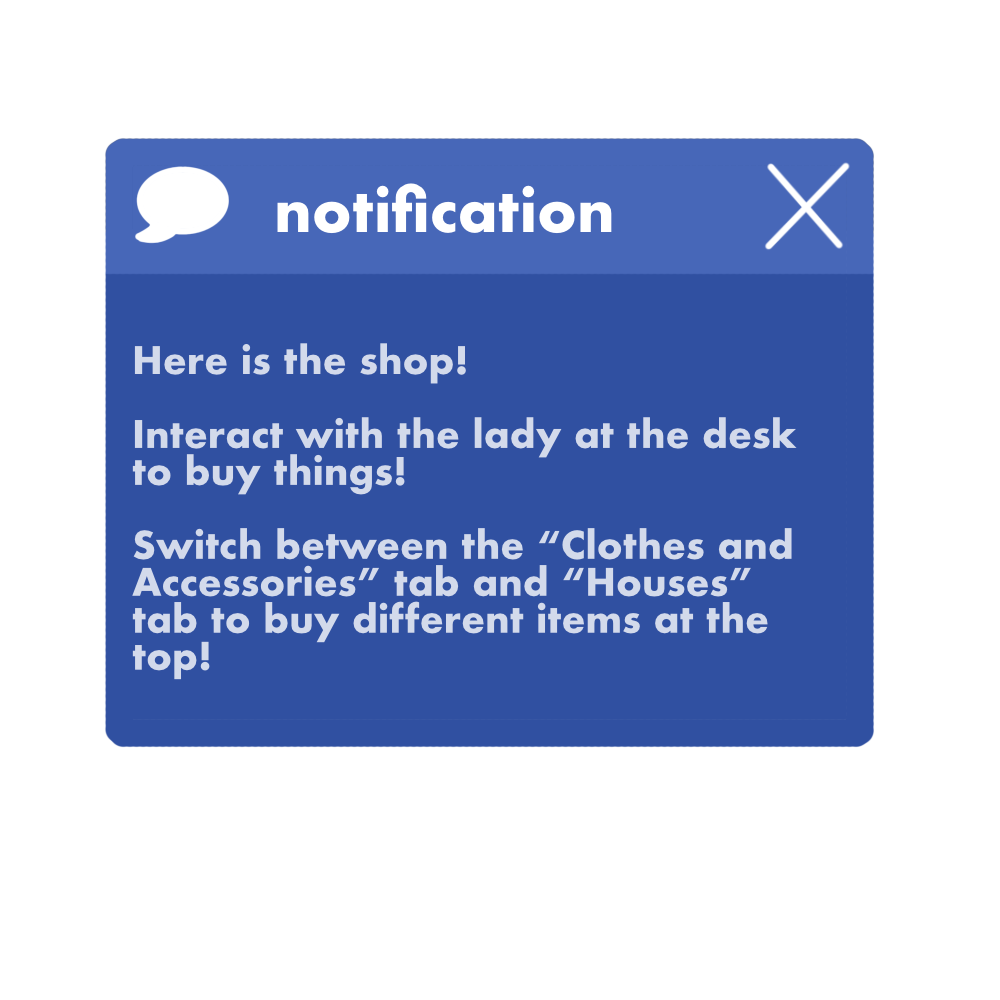 notification
Here is the shop!
Interact with the lady at the desk
to buy things!
Switch between the “Clothes and
Accessories” tab and “Houses”
tab to buy different items at the
top!